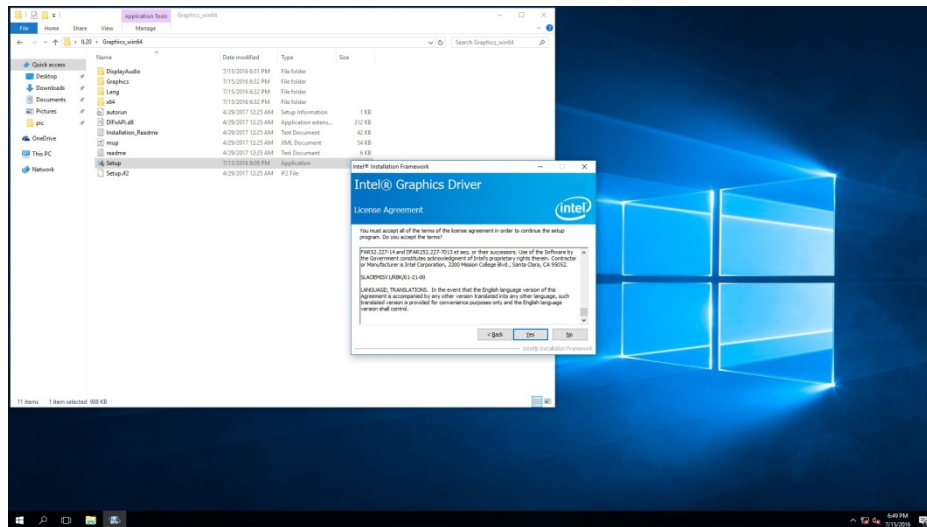 Application Tools
Graphics_win64
File Home Share View Manage
IL20 > Graphics_win64
Search Graphics_win64
Name Date modified Type Size
Quick access
Desktop
Downloads
Documents
Pictures
pic
OneDrive
This PC
Network
DisplayAudio 7/15/2016 6:31 PM File folder
Graphics 7/15/2016 6:32 PM File folder
Lang 7/15/2016 6:32 PM File folder
x64 7/15/2016 6:32 PM File folder
autorun 4/29/2017 12:25 AM Setup Information 1 KB
DIFxAPI.dll 4/29/2017 12:25 AM Application extens... 312 KB
Installation_Readme 4/29/2017 12:25 AM Text Document 42 KB
mup 4/29/2017 12:25 AM XML Document 54 KB
readme 4/29/2017 12:25 AM Text Document 6 KB
Setup 7/15/2016 9:09 PM Application
Setup.if2 4/29/2017 12:25 AM IF2 File
Intel® Installation Framework
Intel® Graphics Driver
License Agreement
intel
You must accept all of the terms of the license agreement in order to continue the setup
program. Do you accept the terms?
FAR52.227-14 and DFAR252.227-7013 et seq. or their successors. Use of the Software by
the Government constitutes acknowledgment of Intel's proprietary rights therein. Contractor
or Manufacturer is Intel Corporation, 2200 Mission College Blvd., Santa Clara, CA 95052.
LANGUAGE; TRANSLATIONS. In the event that the English language version of this
Agreement is accompanied by any other version translated into any other language, such
translated version is provided for convenience purposes only and the English language
version shall control.
< Back Yes No
Intel® Installation Framework
11 items 1 item selected 988 KB
6:49 PM
7/15/2016